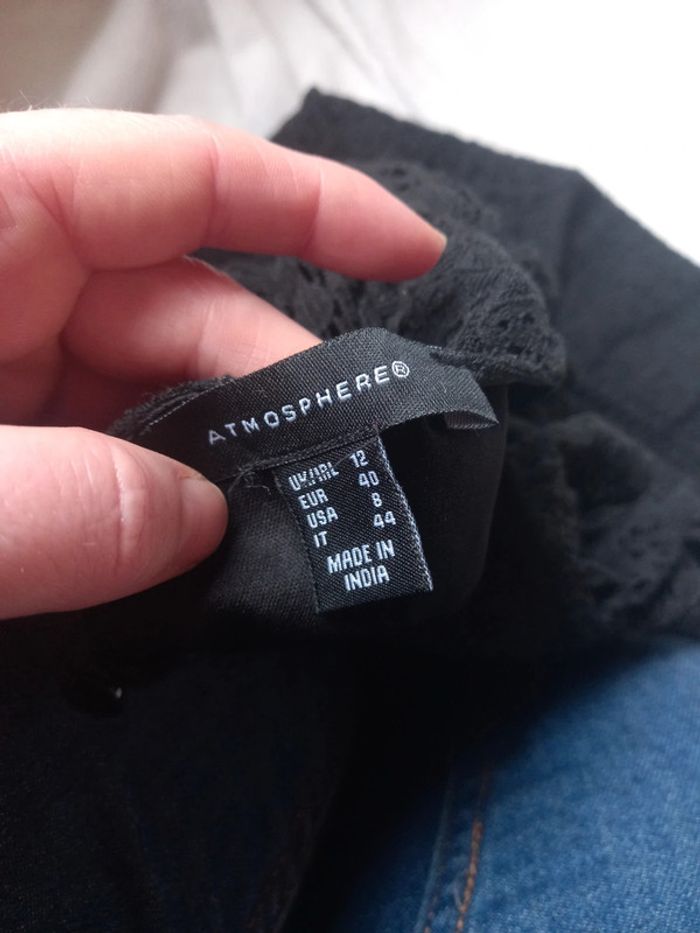 ATMOSPHERE®
UK/IRL 12
EUR 40
USA 8
IT 44
MADE IN
INDIA